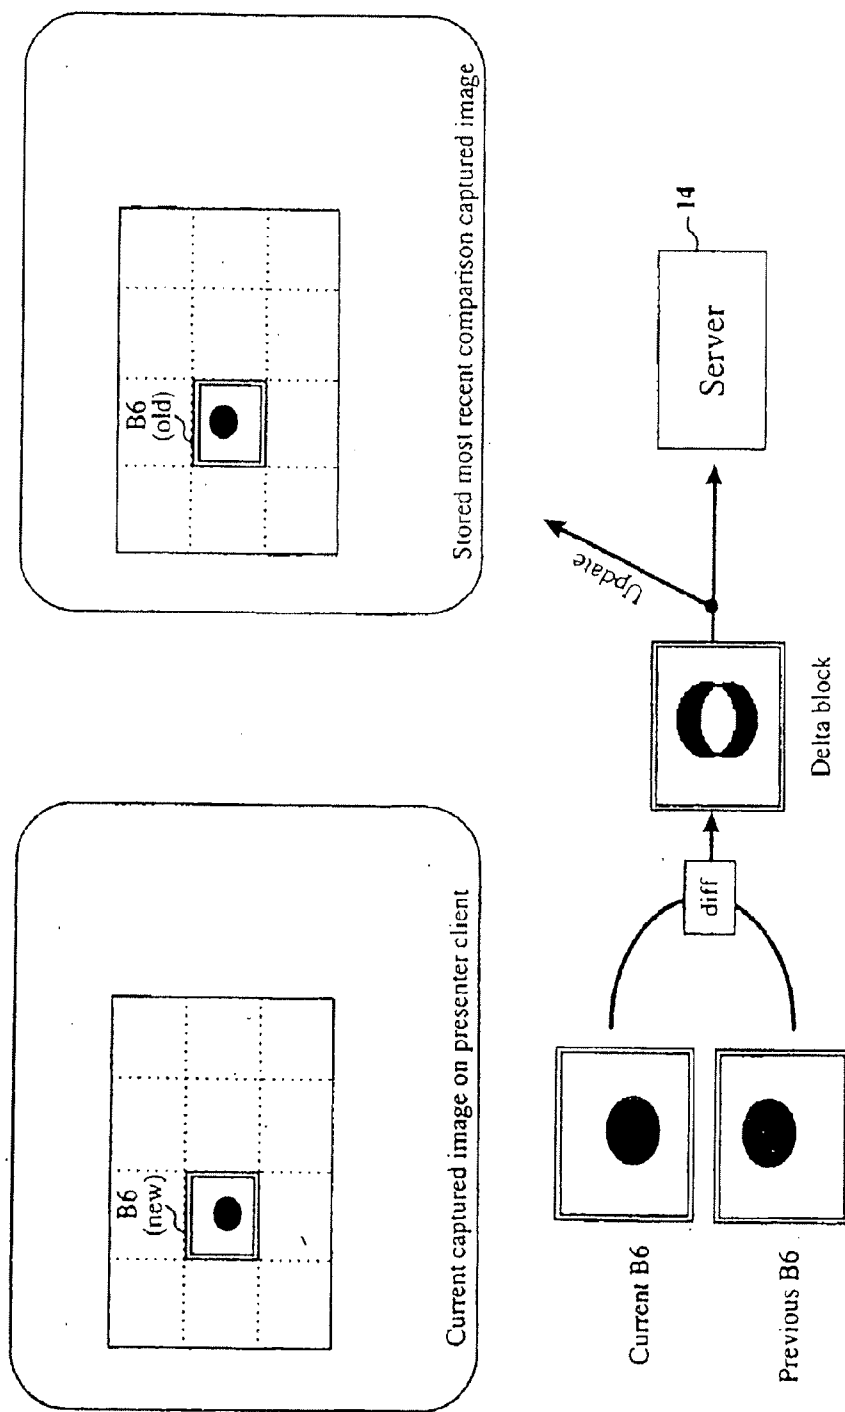 B6
(new)
Current captured image on presenter client
B6
(old)
Stored most recent comparison captured image
Current B6
Previous B6
diff
Delta block
Update
Server
14